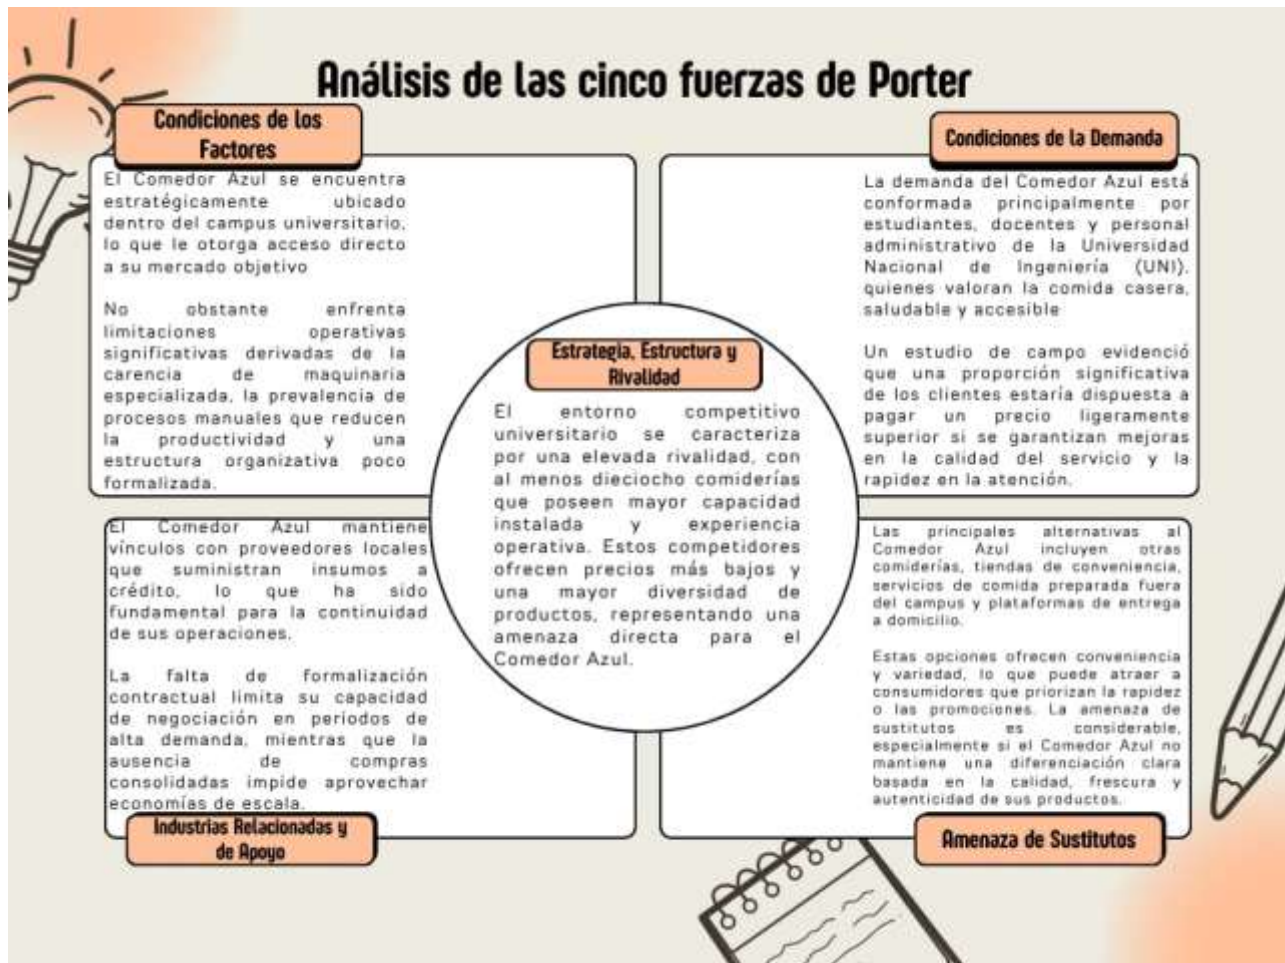 Análisis de las cinco fuerzas de Porter
Condiciones de los
Factores
El Comedor Azul se encuentra
estratégicamente ubicado
dentro del campus universitario,
lo que le otorga acceso directo
a su mercado objetivo
No obstante enfrenta
limitaciones operativas
significativas derivadas de la
carencia de maquinaria
especializada, la prevalencia de
procesos manuales que reducen
la productividad y una
estructura organizativa poco
formalizada.
Condiciones de la Demanda
La demanda del Comedor Azul está
conformada principalmente por
estudiantes, docentes y personal
administrativo de la Universidad
Nacional de Ingeniería (UNI),
quienes valoran la comida casera,
saludable y accesible
Un estudio de campo evidenció
que una proporción significativa
de los clientes estaría dispuesta a
pagar un precio ligeramente
superior si se garantizan mejoras
en la calidad del servicio y la
rapidez en la atención.
Estrategia, Estructura y
Rivalidad
El entorno competitivo
universitario se caracteriza
por una elevada rivalidad, con
al menos dieciocho comiderías
que poseen mayor capacidad
instalada y experiencia
operativa. Estos competidores
ofrecen precios más bajos y
una mayor diversidad de
productos, representando una
amenaza directa para el
Comedor Azul.
El Comedor Azul mantiene
vínculos con proveedores locales
que suministran insumos a
crédito, lo que ha sido
fundamental para la continuidad
de sus operaciones.
La falta de formalización
contractual limita su capacidad
de negociación en períodos de
alta demanda, mientras que la
ausencia de compras
consolidadas impide aprovechar
economías de escala.
Industrias Relacionadas y
de Apoyo
Las principales alternativas al
Comedor Azul incluyen otras
comiderías, tiendas de conveniencia,
servicios de comida preparada fuera
del campus y plataformas de entrega
a domicilio.
Estas opciones ofrecen conveniencia
y variedad, lo que puede atraer a
consumidores que priorizan la rapidez
o las promociones. La amenaza de
sustitutos es considerable,
especialmente si el Comedor Azul no
mantiene una diferenciación clara
basada en la calidad, frescura y
autenticidad de sus productos.
Amenaza de Sustitutos